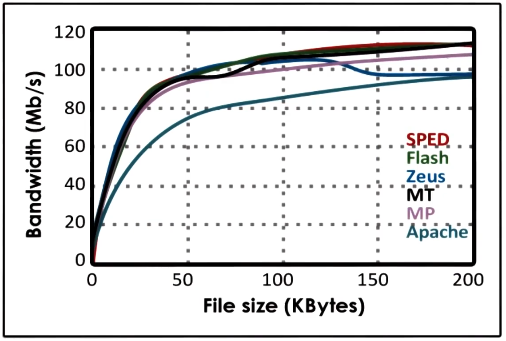 120
100
80
60
40
20
0
Bandwidth (Mb/s)
SPED
Flash
Zeus
MT
MP
Apache
0 50 100 150 200
File size (KBytes)